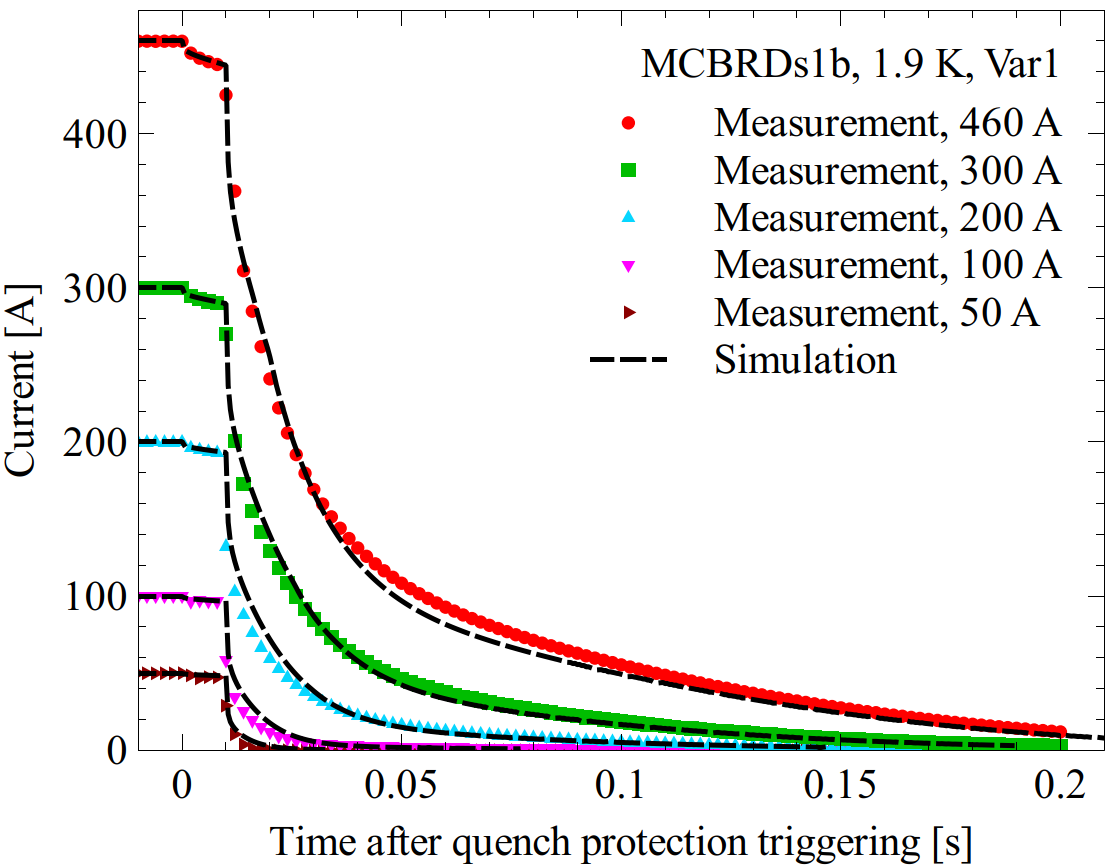 MCBRDs1b, 1.9 K, Var1
Measurement, 460 A
Measurement, 300 A
Measurement, 200 A
Measurement, 100 A
Measurement, 50 A
Simulation
Current [A]
400
300
200
100
0
0 0.05 0.1 0.15 0.2
Time after quench protection triggering [s]